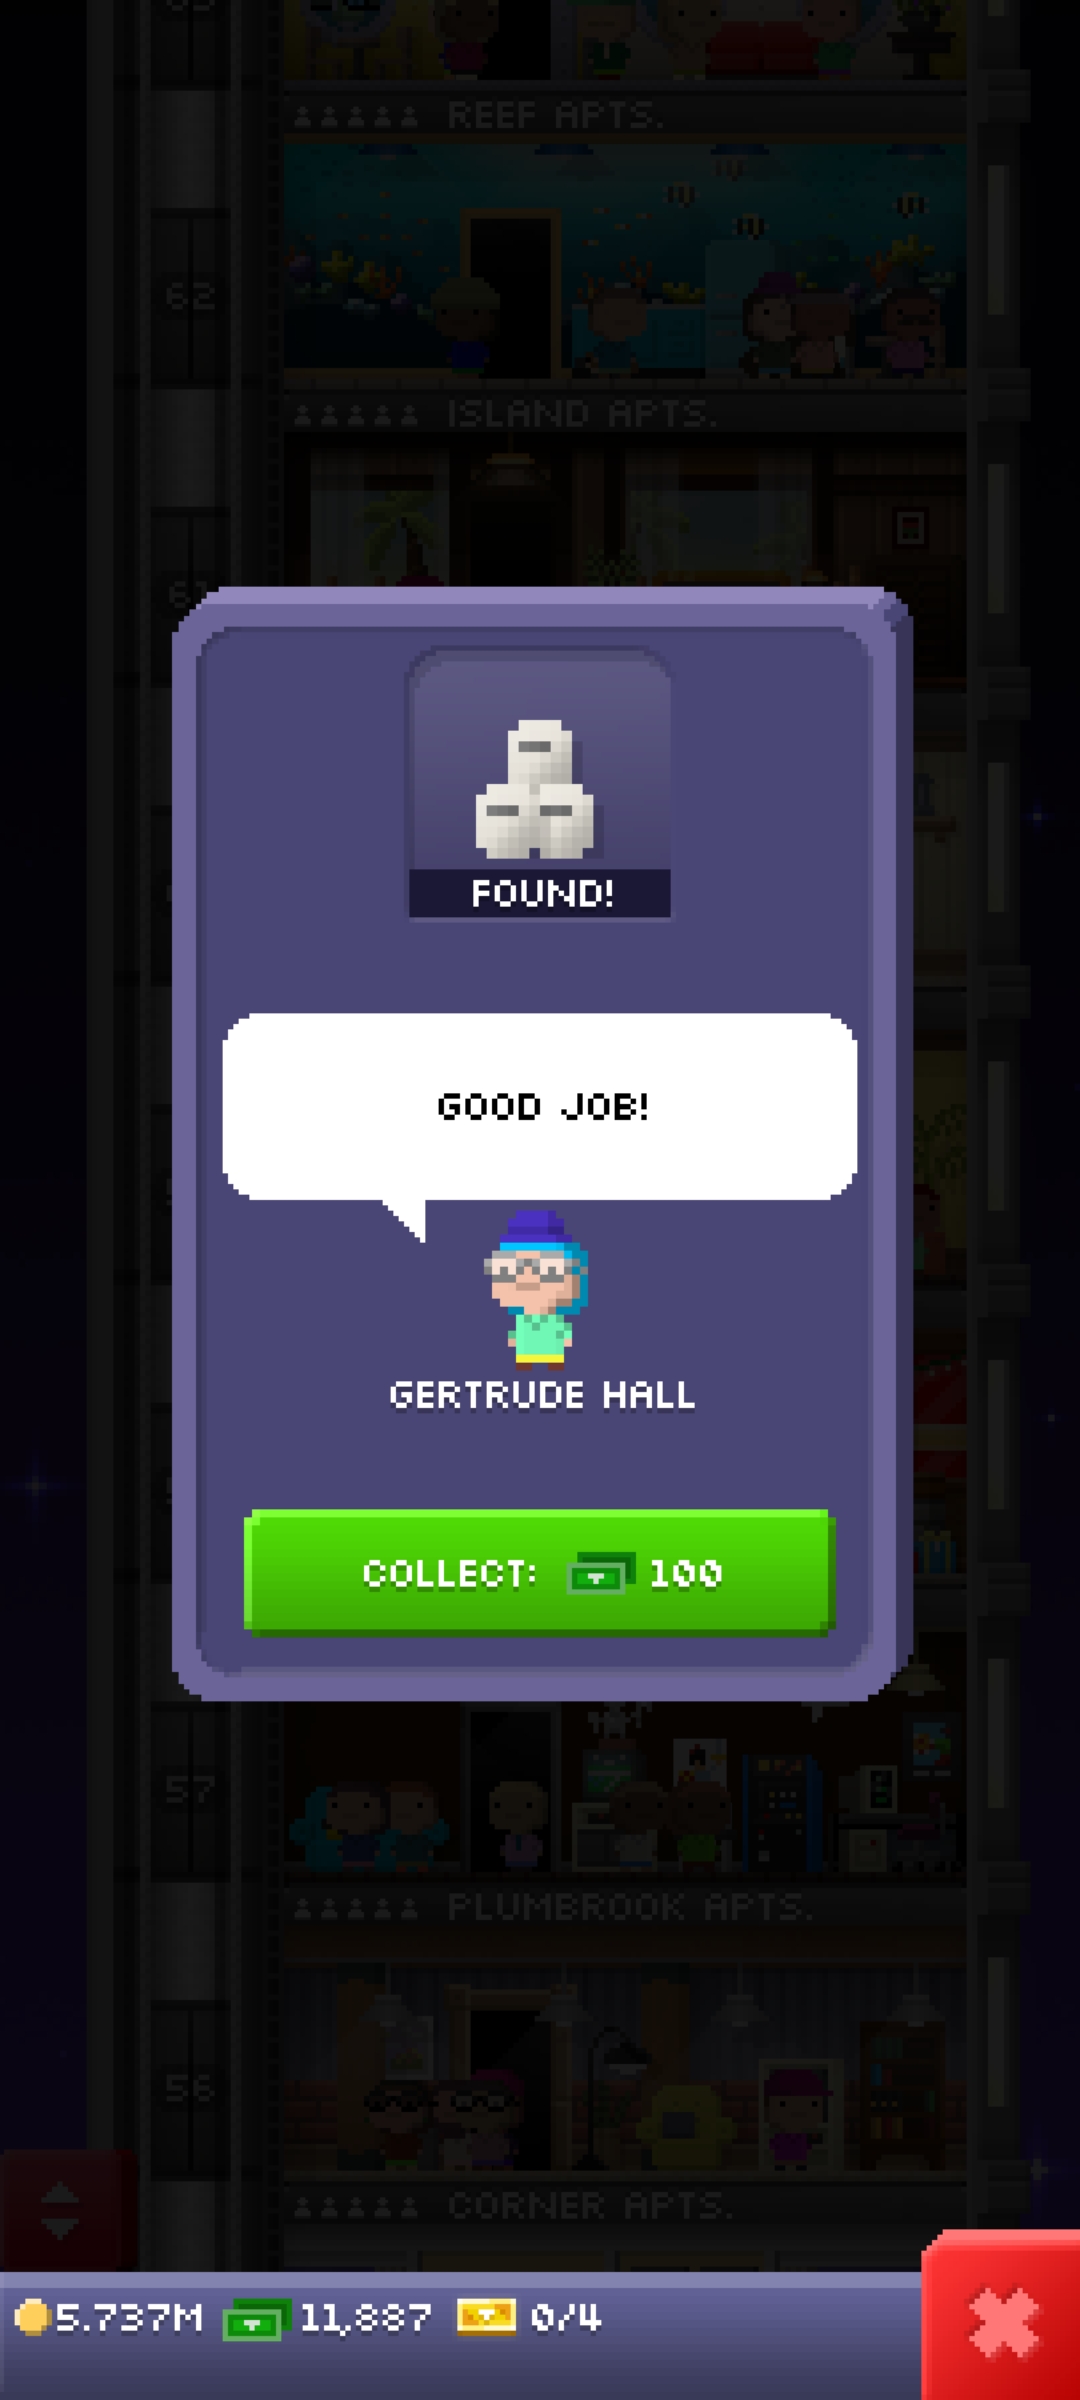 REEF APTS.
62
ISLAND APTS.
61
FOUND!
GOOD JOB!
GERTRUDE HALL
COLLECT: 100
57
PLUMBROOK APTS.
56
CORNER APTS.
5.737M 11,887 0/4